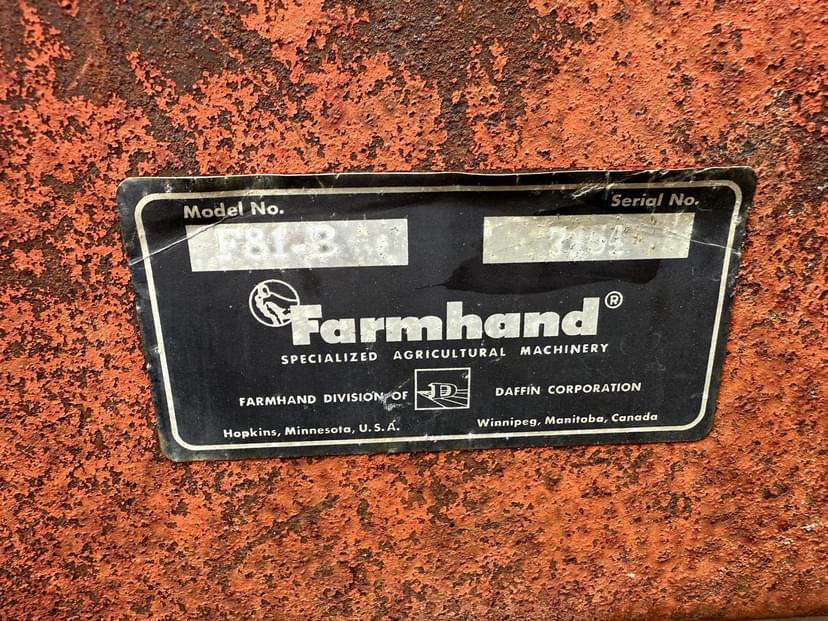 Model No.
Serial No.
F81-B
Farmhand®
SPECIALIZED AGRICULTURAL MACHINERY
FARMHAND DIVISION OF D DAFFIN CORPORATION
Hopkins, Minnesota, U.S.A.
Winnipeg, Manitoba, Canada